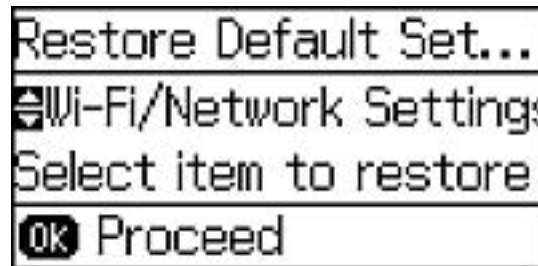 Restore Default Set...
Wi-Fi/Network Settings
Select item to restore
OK Proceed